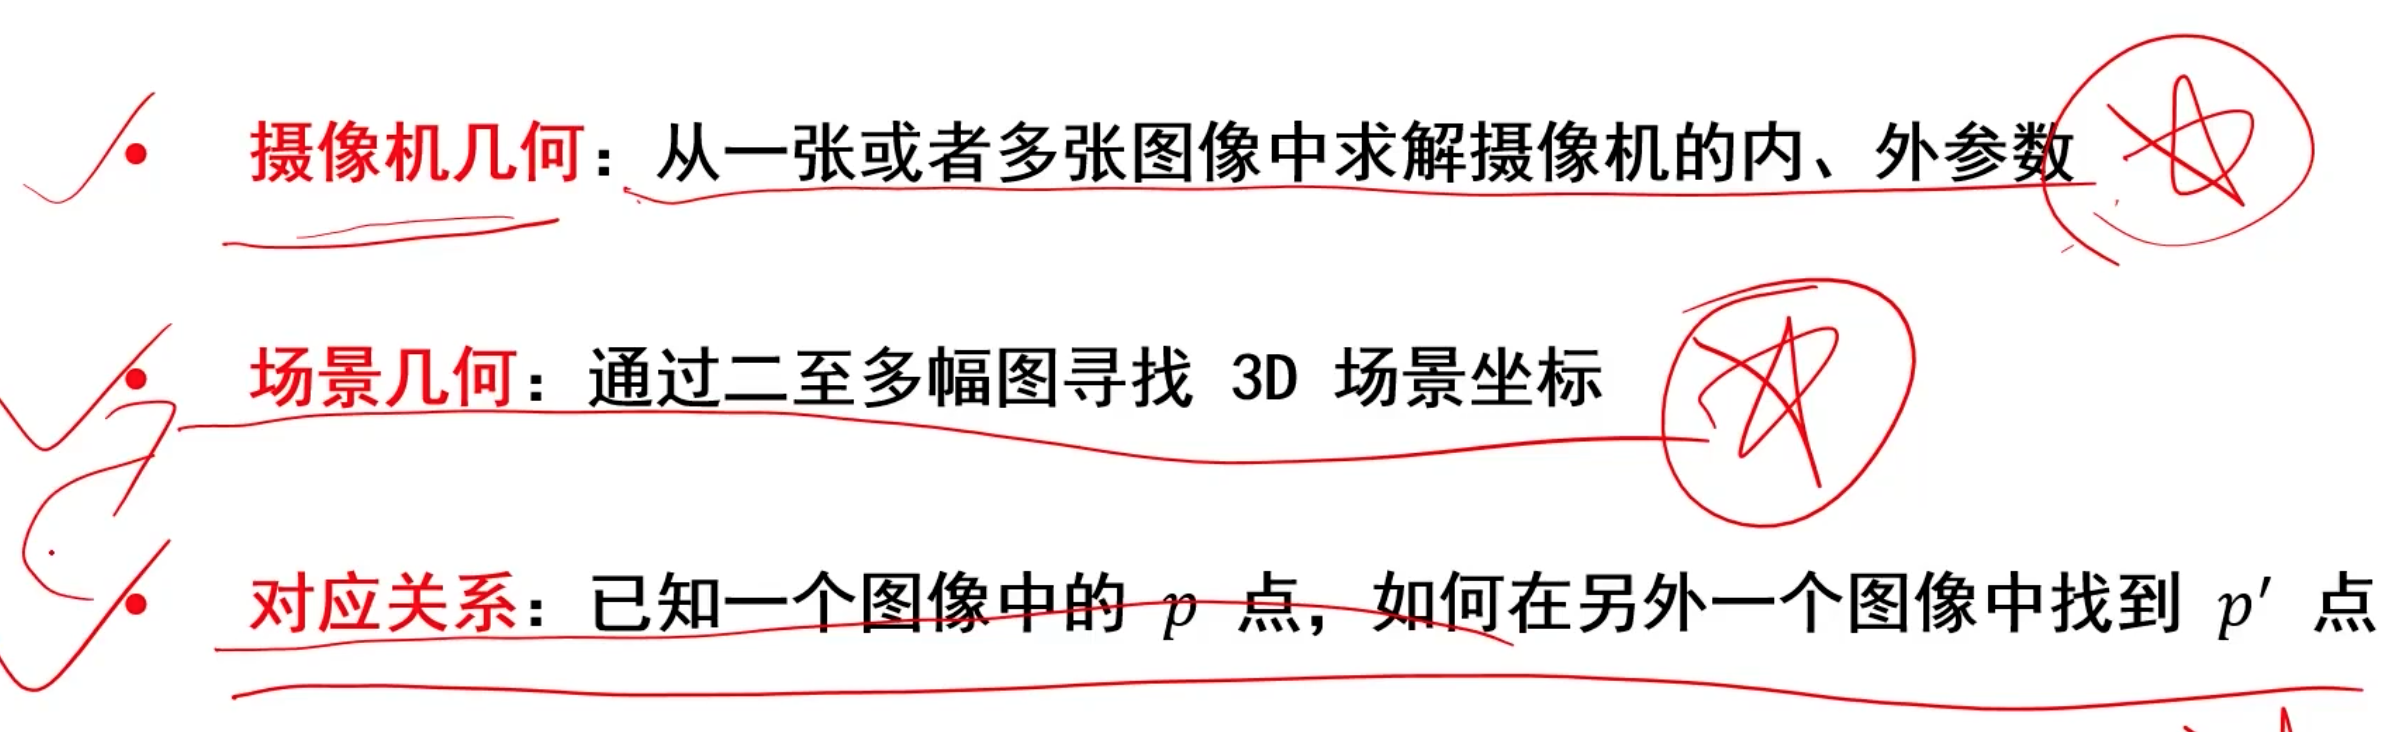 • 摄像机几何：从一张或者多张图像中求解摄像机的内、外参数
• 场景几何：通过二至多幅图寻找 3D 场景坐标
• 对应关系：已知一个图像中的 p 点，如何在另外一个图像中找到 p′ 点